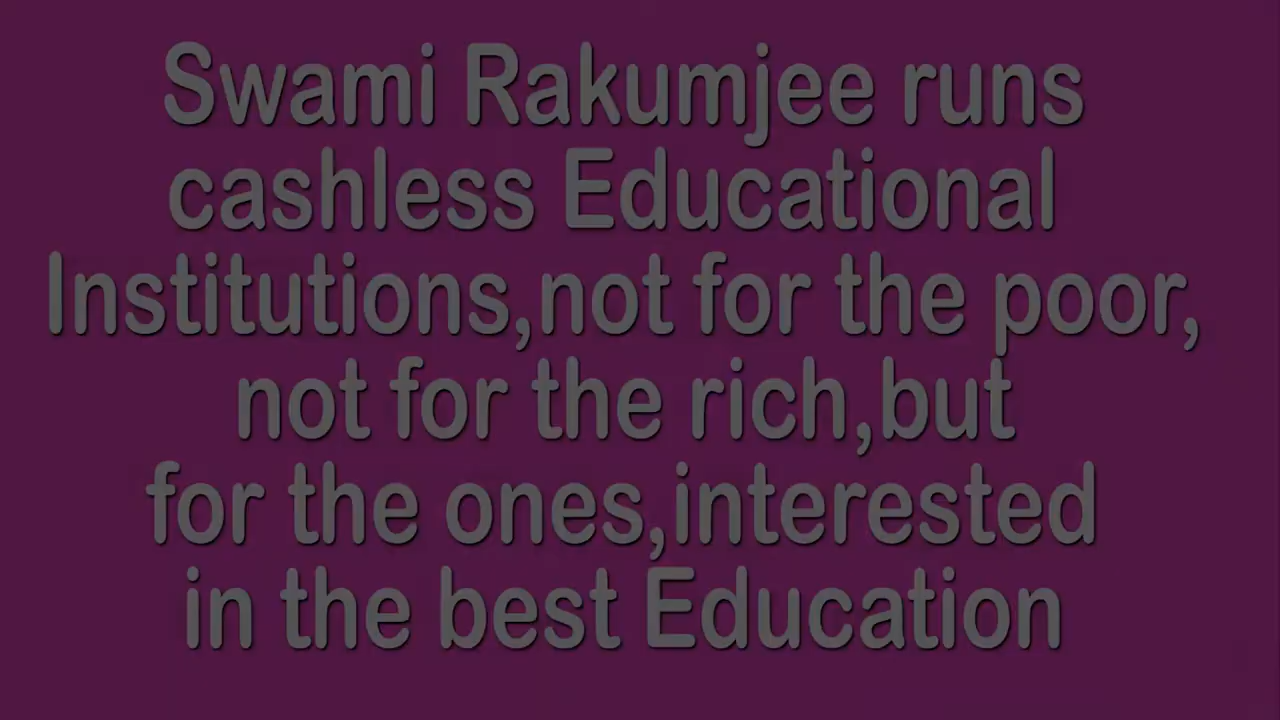 Swami Rakumjee runs
cashless Educational
Institutions,not for the poor,
not for the rich,but
for the ones,interested
in the best Education